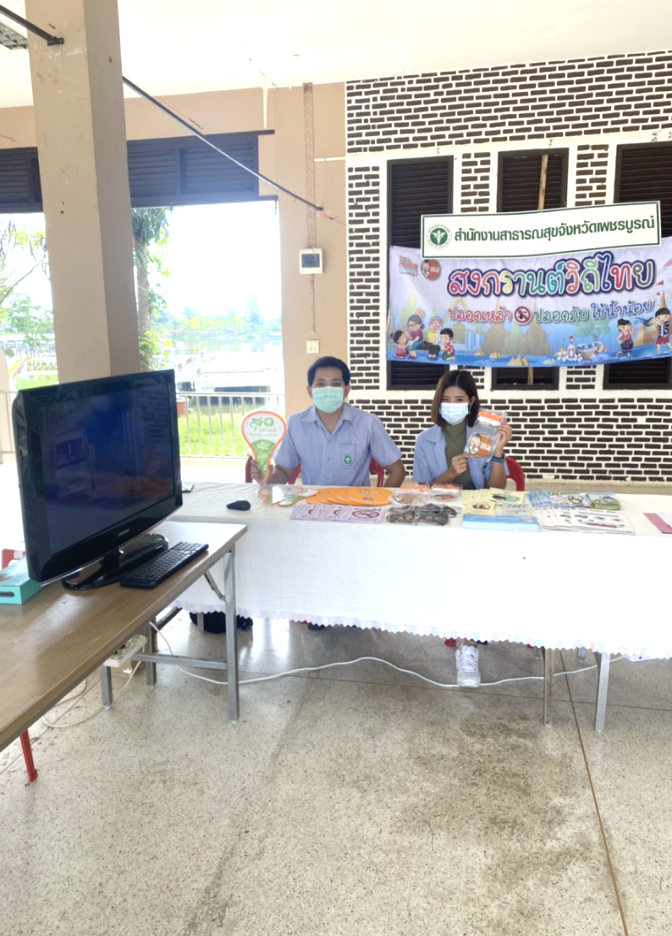 สำนักงานสาธารณสุขจังหวัดเพชรบูรณ์
สงกรานต์วิถีไทย
ปลอดเหล้า ปลอดภัย ใช้น้ำน้อย